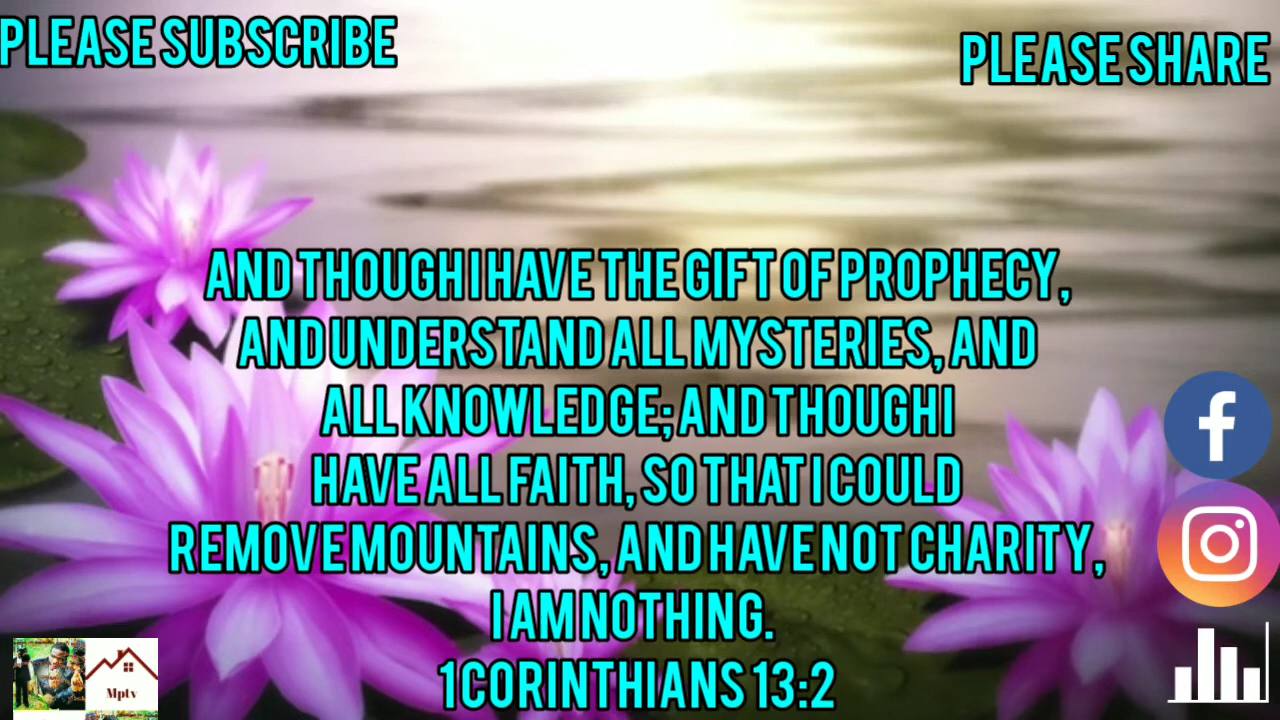 PLEASE SUBSCRIBE
PLEASE SHARE
AND THOUGH I HAVE THE GIFT OF PROPHECY,
AND UNDERSTAND ALL MYSTERIES, AND
ALL KNOWLEDGE; AND THOUGH I
HAVE ALL FAITH, SO THAT I COULD
REMOVE MOUNTAINS, AND HAVE NOT CHARITY,
I AM NOTHING.
1 CORINTHIANS 13:2
Mptv